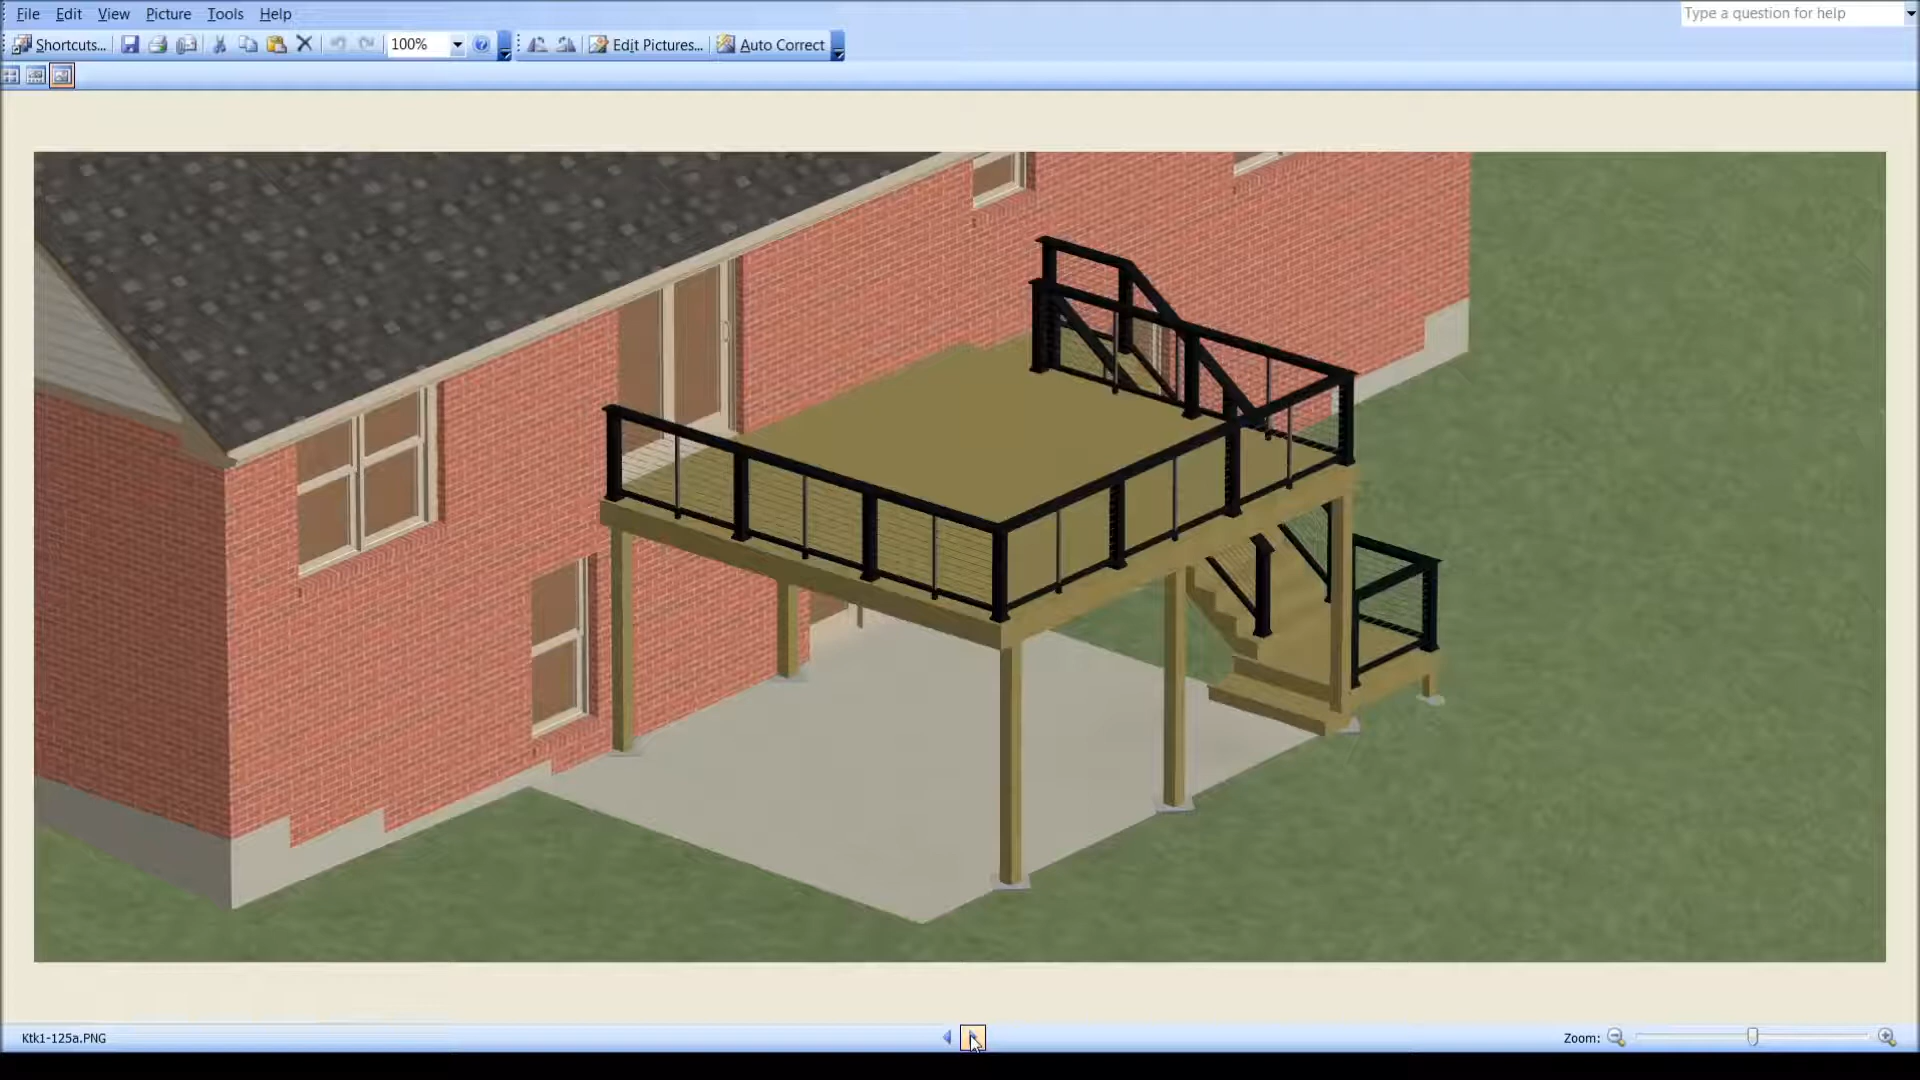 File Edit View Picture Tools Help
Type a question for help
Shortcuts... 100% Edit Pictures... Auto Correct
Ktk1-125a.PNG
Zoom: